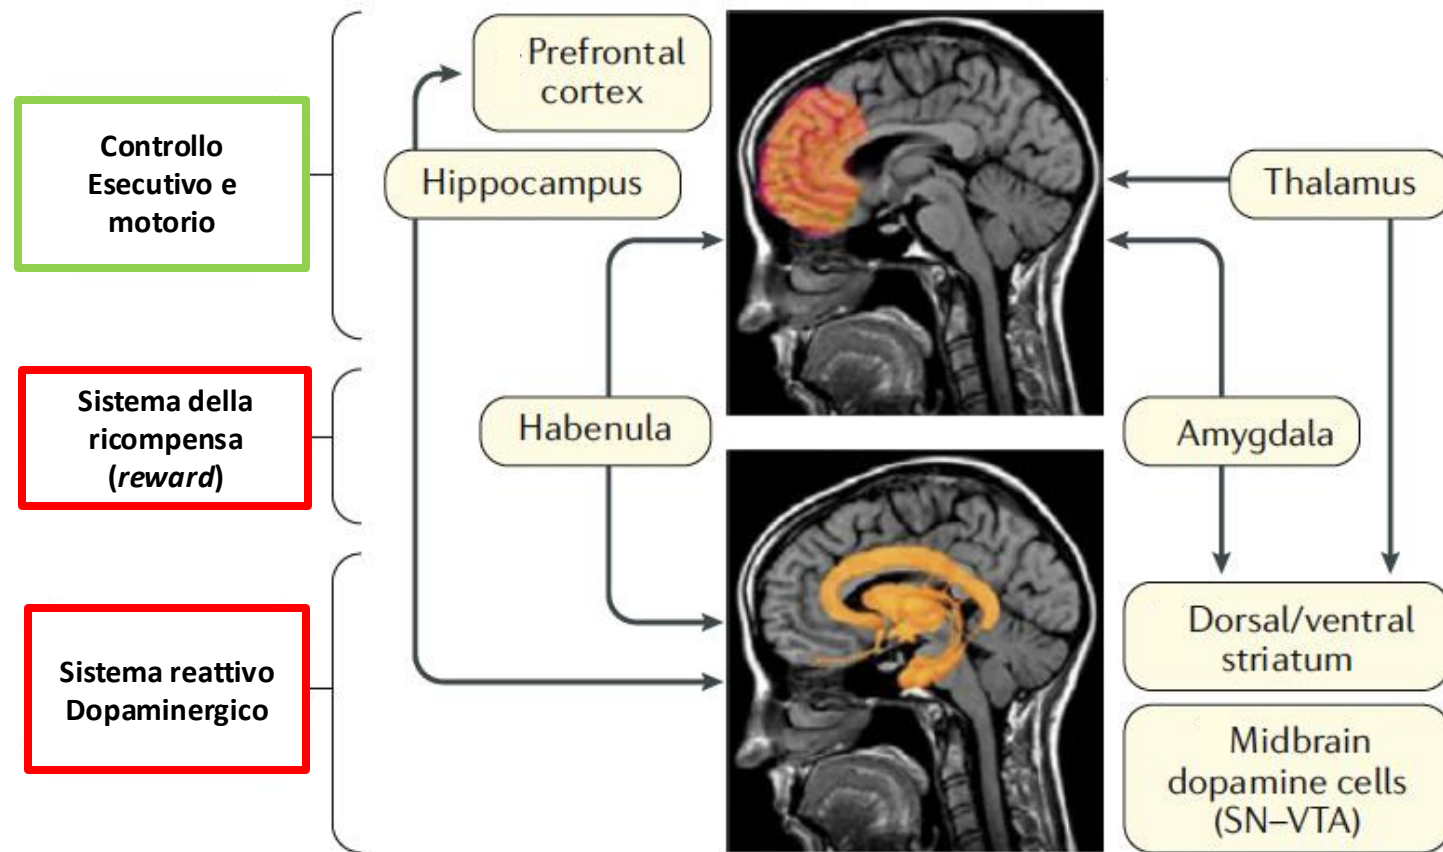 Controllo
Esecutivo e
motorio
Sistema della
ricompensa
(reward)
Sistema reattivo
Dopaminergico
Prefrontal
cortex
Hippocampus
Habenula
Thalamus
Amygdala
Dorsal/ventral
striatum
Midbrain
dopamine cells
(SN–VTA)